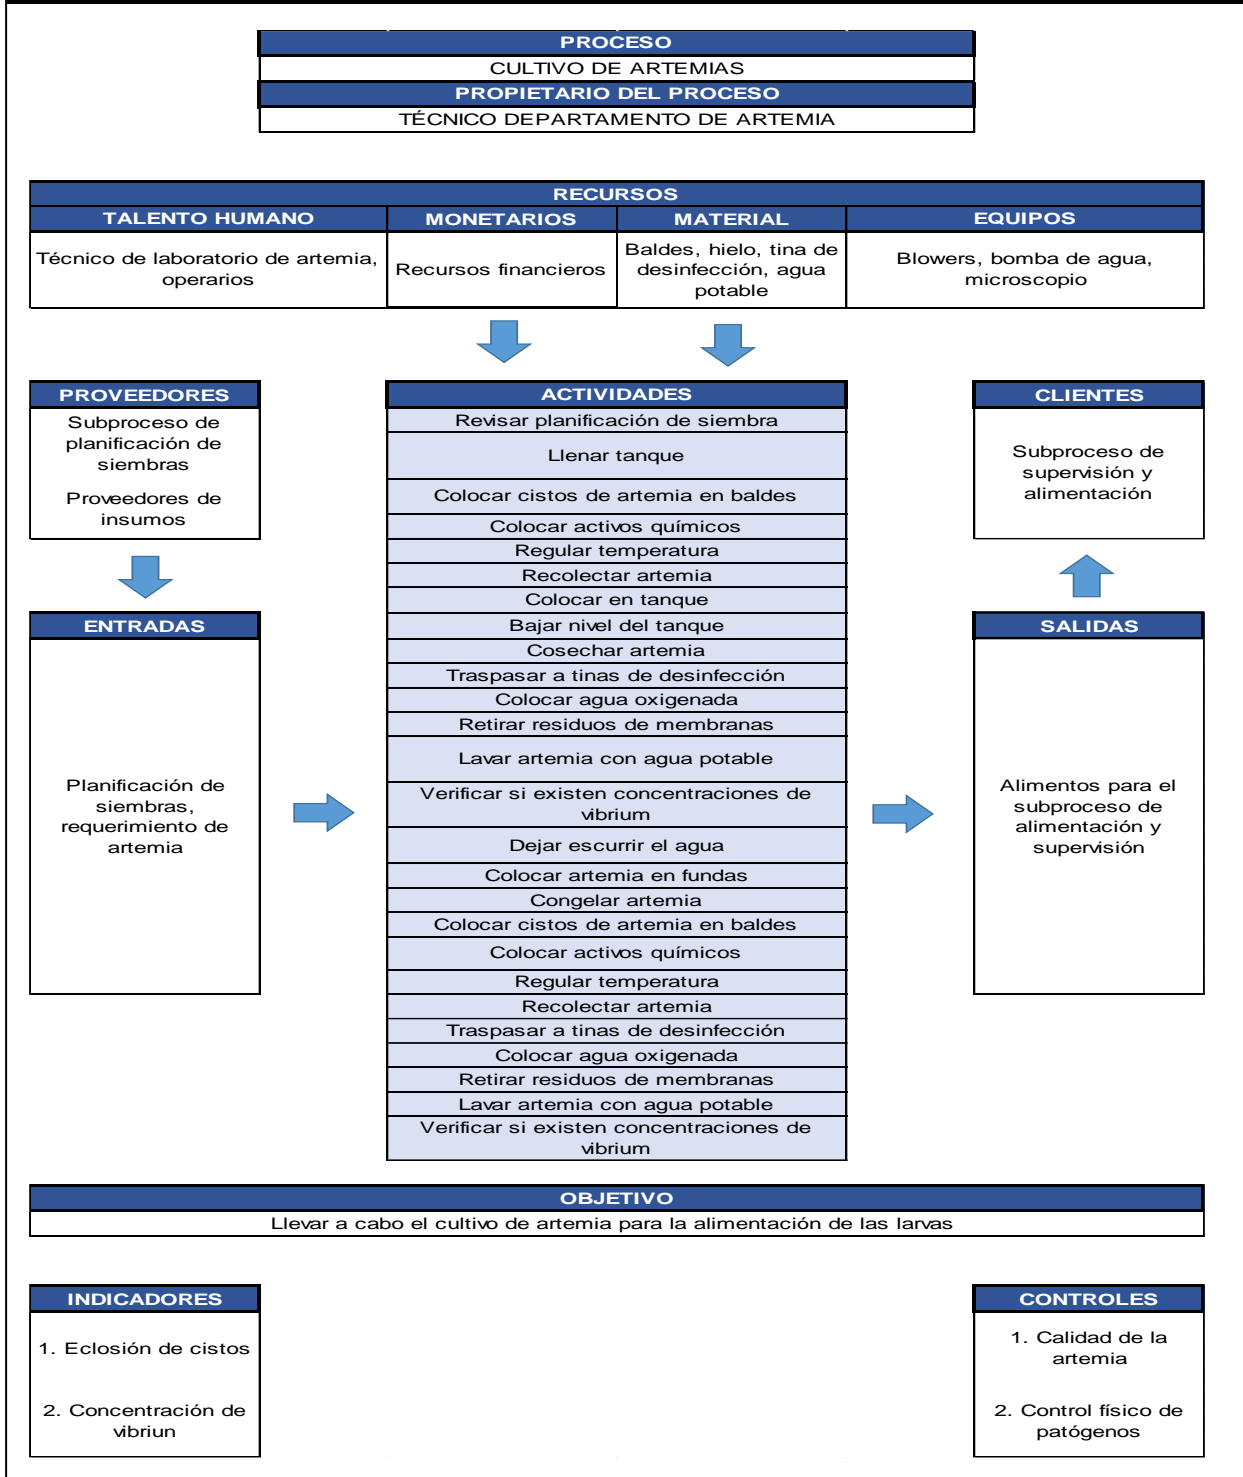 PROCESO
CULTIVO DE ARTEMIAS
PROPIETARIO DEL PROCESO
TÉCNICO DEPARTAMENTO DE ARTEMIA
RECURSOS
TALENTO HUMANO
MONETARIOS
MATERIAL
EQUIPOS
Técnico de laboratorio de artemia,
operarios
Recursos financieros
Baldes, hielo, tina de
desinfección, agua
potable
Blowers, bomba de agua,
microscopio
PROVEEDORES
Subproceso de
planificación de
siembras
Proveedores de
insumos
ENTRADAS
Planificación de
siembras,
requerimiento de
artemia
ACTIVIDADES
Revisar planificación de siembra
Llenar tanque
Colocar cistos de artemia en baldes
Colocar activos químicos
Regular temperatura
Recolectar artemia
Colocar en tanque
Bajar nivel del tanque
Cosechar artemia
Traspasar a tinas de desinfección
Colocar agua oxigenada
Retirar residuos de membranas
Lavar artemia con agua potable
Verificar si existen concentraciones de
vibrium
Dejar escurrir el agua
Colocar artemia en fundas
Congelar artemia
Colocar cistos de artemia en baldes
Colocar activos químicos
Regular temperatura
Recolectar artemia
Traspasar a tinas de desinfección
Colocar agua oxigenada
Retirar residuos de membranas
Lavar artemia con agua potable
Verificar si existen concentraciones de
vibrium
CLIENTES
Subproceso de
supervisión y
alimentación
SALIDAS
Alimentos para el
subproceso de
alimentación y
supervisión
OBJETIVO
Llevar a cabo el cultivo de artemia para la alimentación de las larvas
INDICADORES
1. Eclosión de cistos
2. Concentración de
vibriun
CONTROLES
1. Calidad de la
artemia
2. Control físico de
patógenos